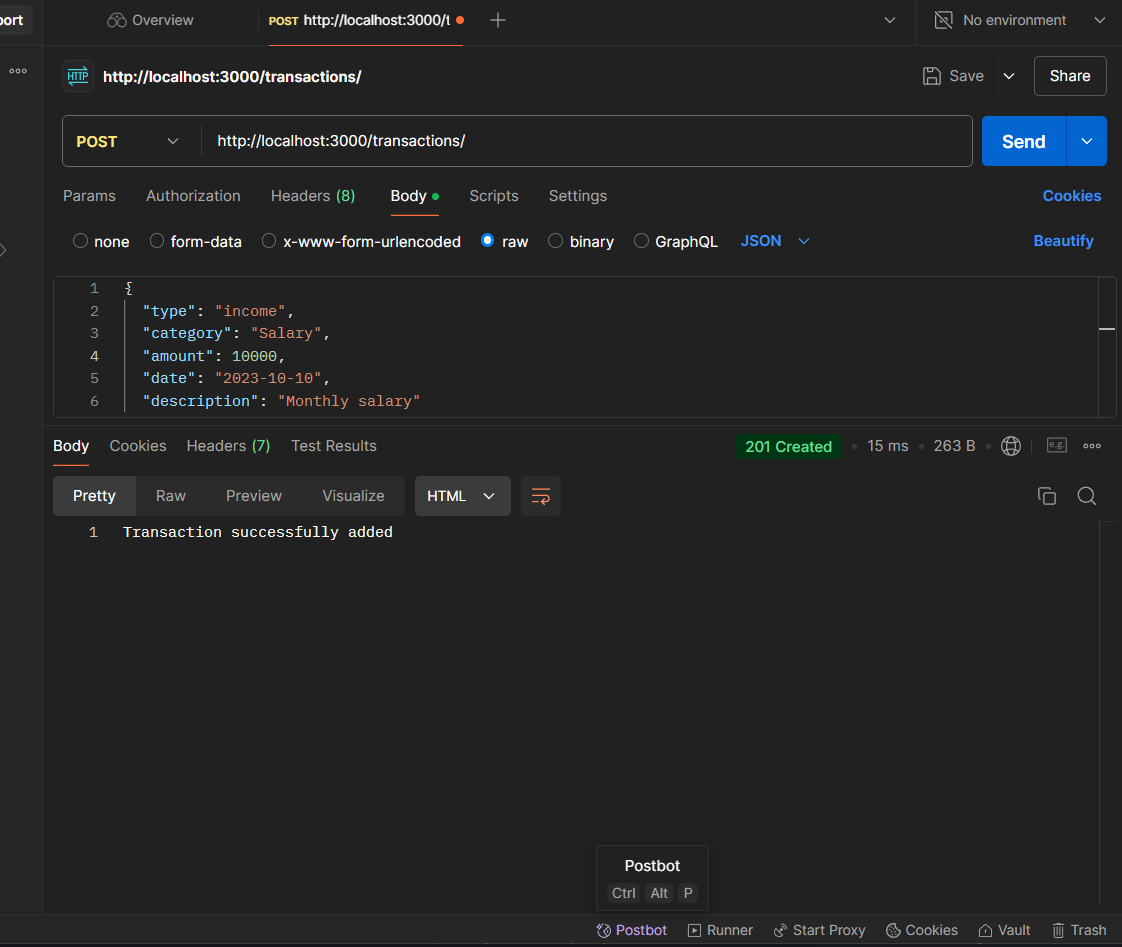 port
Overview
POST http://localhost:3000/t
No environment
HTTP http://localhost:3000/transactions/
Save
Share
POST
http://localhost:3000/transactions/
Send
Params
Authorization
Headers (8)
Body
Scripts
Settings
Cookies
none
form-data
x-www-form-urlencoded
raw
binary
GraphQL
JSON
Beautify
1 {
2 "type": "income",
3 "category": "Salary",
4 "amount": 10000,
5 "date": "2023-10-10",
6 "description": "Monthly salary"
Body
Cookies
Headers (7)
Test Results
201 Created
15 ms
263 B
e.g.
Pretty
Raw
Preview
Visualize
HTML
1 Transaction successfully added
Postbot
Ctrl Alt P
Postbot
Runner
Start Proxy
Cookies
Vault
Trash